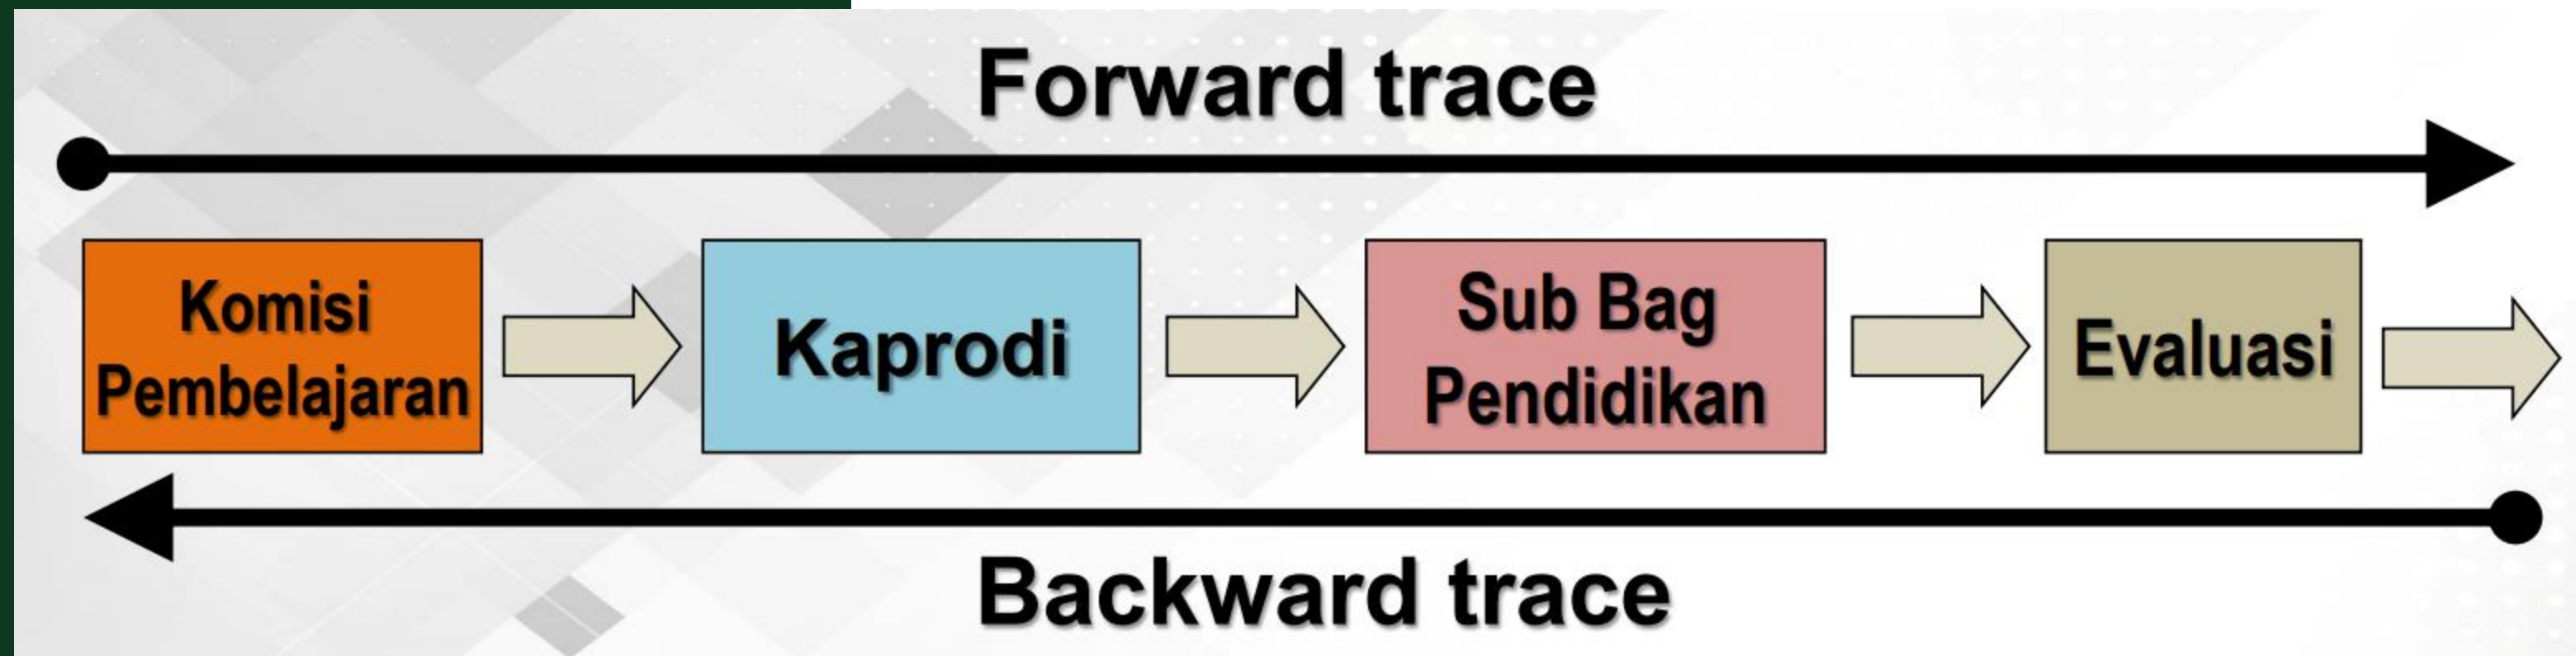 Forward trace
Komisi
Pembelajaran
Kaprodi
Sub Bag
Pendidikan
Evaluasi
Backward trace